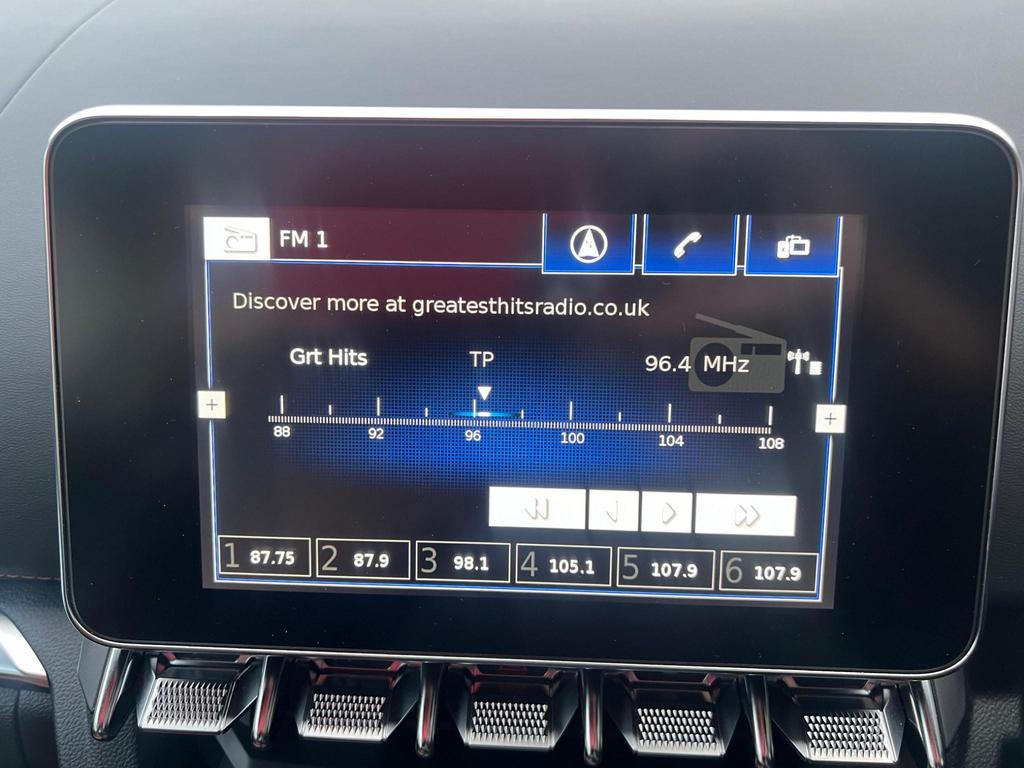 FM 1
Discover more at greatesthitsradio.co.uk
Grt Hits TP 96.4 MHz
88 92 96 100 104 108
1 87.75 2 87.9 3 98.1 4 105.1 5 107.9 6 107.9